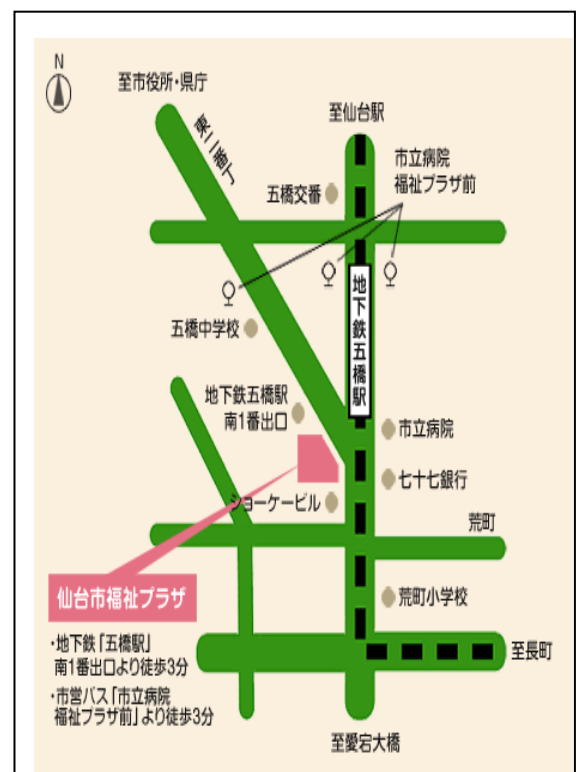 N
至市役所・県庁
東二番丁
至仙台駅
市立病院
福祉プラザ前
五橋交番
地下鉄五橋駅
五橋中学校
地下鉄五橋駅
南1番出口
市立病院
七十七銀行
ショーケービル
荒町
仙台市福祉プラザ
荒町小学校
・地下鉄「五橋駅」
南1番出口より徒歩3分
・市営バス「市立病院
福祉プラザ前」より徒歩3分
至長町
至愛宕大橋